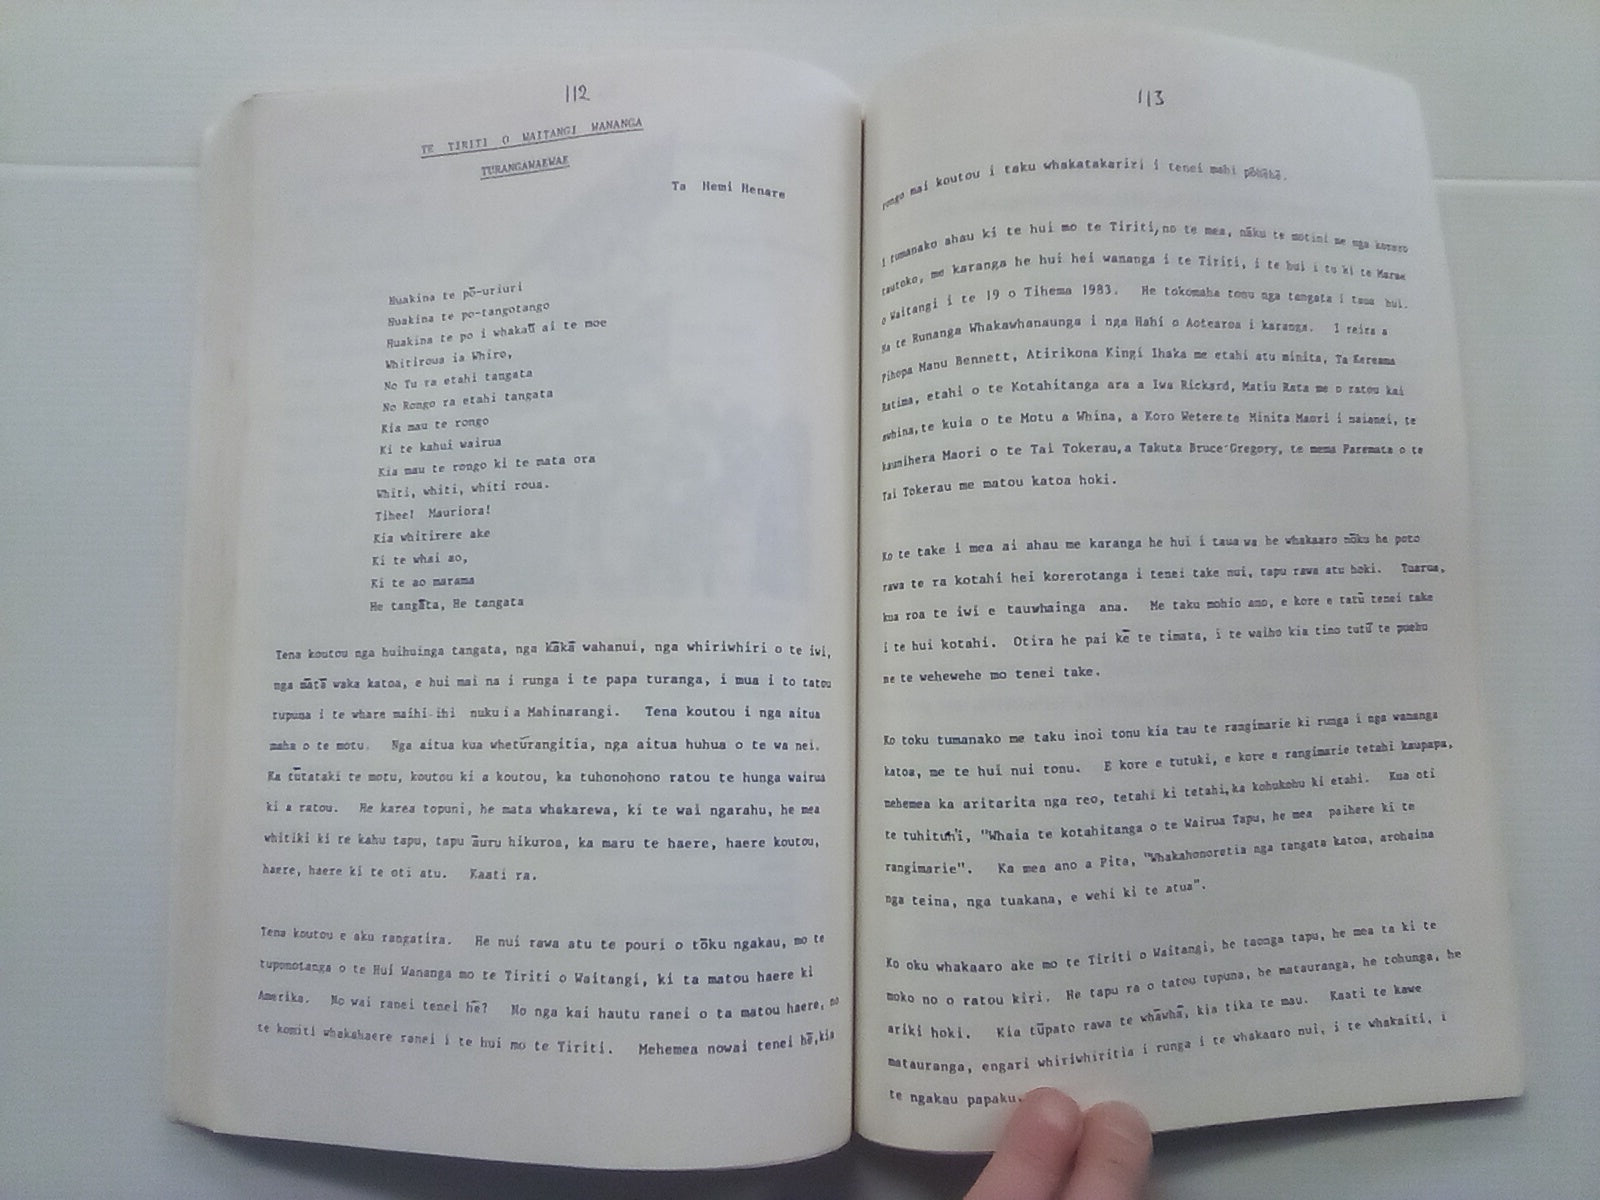 112
TE TIRITI O WAITANGI WANANGA
TURANGAWAEWAE
Ta Hemi Henare
Huakina te pō-uriuri
Huakina te po-tangotango
Huakina te po i whakaū ai te moe
Whitiroua ia Whiro,
No Tu ra etahi tangata
No Rongo ra etahi tangata
Kia mau te rongo
Ki te kahui wairua
Kia mau te rongo ki te mata ora
Whiti, whiti, whiti roua.
Tihee! Mauriora!
Kia whitirere ake
Ki te whai ao,
Ki te ao marama
He tangāta, He tangata
Tena koutou nga huihuinga tangata, nga kākā wahanui, nga whiriwhiri o te iwi,
nga mātā waka katoa, e hui mai na i runga i te papa turanga, i mua i to tatou
tupuna i te whare maihi-ihi nuku i a Mahinarangi. Tena koutou i nga aitua
maha o te motu. Nga aitua kua whetūrangitia, nga aitua huhua o te wa nei.
Ka tūtataki te motu, koutou ki a koutou, ka tuhonohono ratou te hunga wairua
ki a ratou. He karea topuni, he mata whakarewa, ki te wai ngarahu, he mea
whitiki ki te kahu tapu, tapu āuru hikuroa, ka maru te haere, haere koutou,
haere, haere ki te oti atu. Kaati ra.
Tena koutou e aku rangatira. He nui rawa atu te pouri o tōku ngakau, mo te
tuponotanga o te Hui Wananga mo te Tiriti o Waitangi, ki ta matou haere ki
Amerika. No wai ranei tenei hē? No nga kai hautu ranei o ta matou haere, no
te komiti whakahaere ranei i te hui mo te Tiriti. Mehemea nowai tenei hē, kia
113
rongo mai koutou i taku whakatakariri i tenei mahi pōhēhē.
I tumanako ahau ki te hui mo te Tiriti, no te mea, nāku te motini me nga korero
tautoko, me karanga he hui hei wananga i te Tiriti, i te hui i tu ki te Marae
o Waitangi i te 19 o Tihema 1983. He tokomaha tonu nga tangata i taua hui.
Na te Runanga Whakawhanaunga i nga Hahi o Aotearoa i karanga. I reira a
Pihopa Manu Bennett, Atirikona Kingi Ihaka me etahi atu minita, Ta Kereama
Ratima, etahi o te Kotahitanga ara a Iwa Rickard, Matiu Rata me o ratou kai
awhina, te kuia o te Motu a Whina, a Koro Wetere te Minita Maori i naianei, te
kaunihera Maori o te Tai Tokerau, a Takuta Bruce Gregory, te mema Paremata o te
Tai Tokerau me matou katoa hoki.
Ko te take i mea ai ahau me karanga he hui i taua wa he whakaaro nōku he poto
rawa te ra kotahi hei korerotanga i tenei take nui, tapu rawa atu hoki. Tuarua,
kua roa te iwi e tauwhainga ana. Me taku mohio ano, e kore e tatū tenei take
i te hui kotahi. Otira he pai kē te timata, i te waiho kia tino tutū te puehu
me te wehewehe mo tenei take.
Ko toku tumanako me taku inoi tonu kia tau te rangimarie ki runga i nga wananga
katoa, me te hui nui tonu. E kore e tutuki, e kore e rangimarie tetahi kaupapa,
mehemea ka aritarita nga reo, tetahi ki tetahi, ka kohukohu ki etahi. Kua oti
te tuhituhi, "Whaia te kotahitanga o te Wairua Tapu, he mea paihere ki te
rangimarie". Ka mea ano a Pita, "Whakahonoretia nga rangata katoa, arohaina
nga teina, nga tuakana, e wehi ki te atua".
Ko oku whakaaro ake mo te Tiriti o Waitangi, he taonga tapu, he mea ta ki te
moko no o ratou kiri. He tapu ra o tatou tupuna, he matauranga, he tohunga, he
ariki hoki. Kia tūpato rawa te whāwhā, kia tika te mau. Kaati te kawe
matauranga, engari whiriwhiritia i runga i te whakaaro nui, i te whakaiti, i
te ngakau papaku.